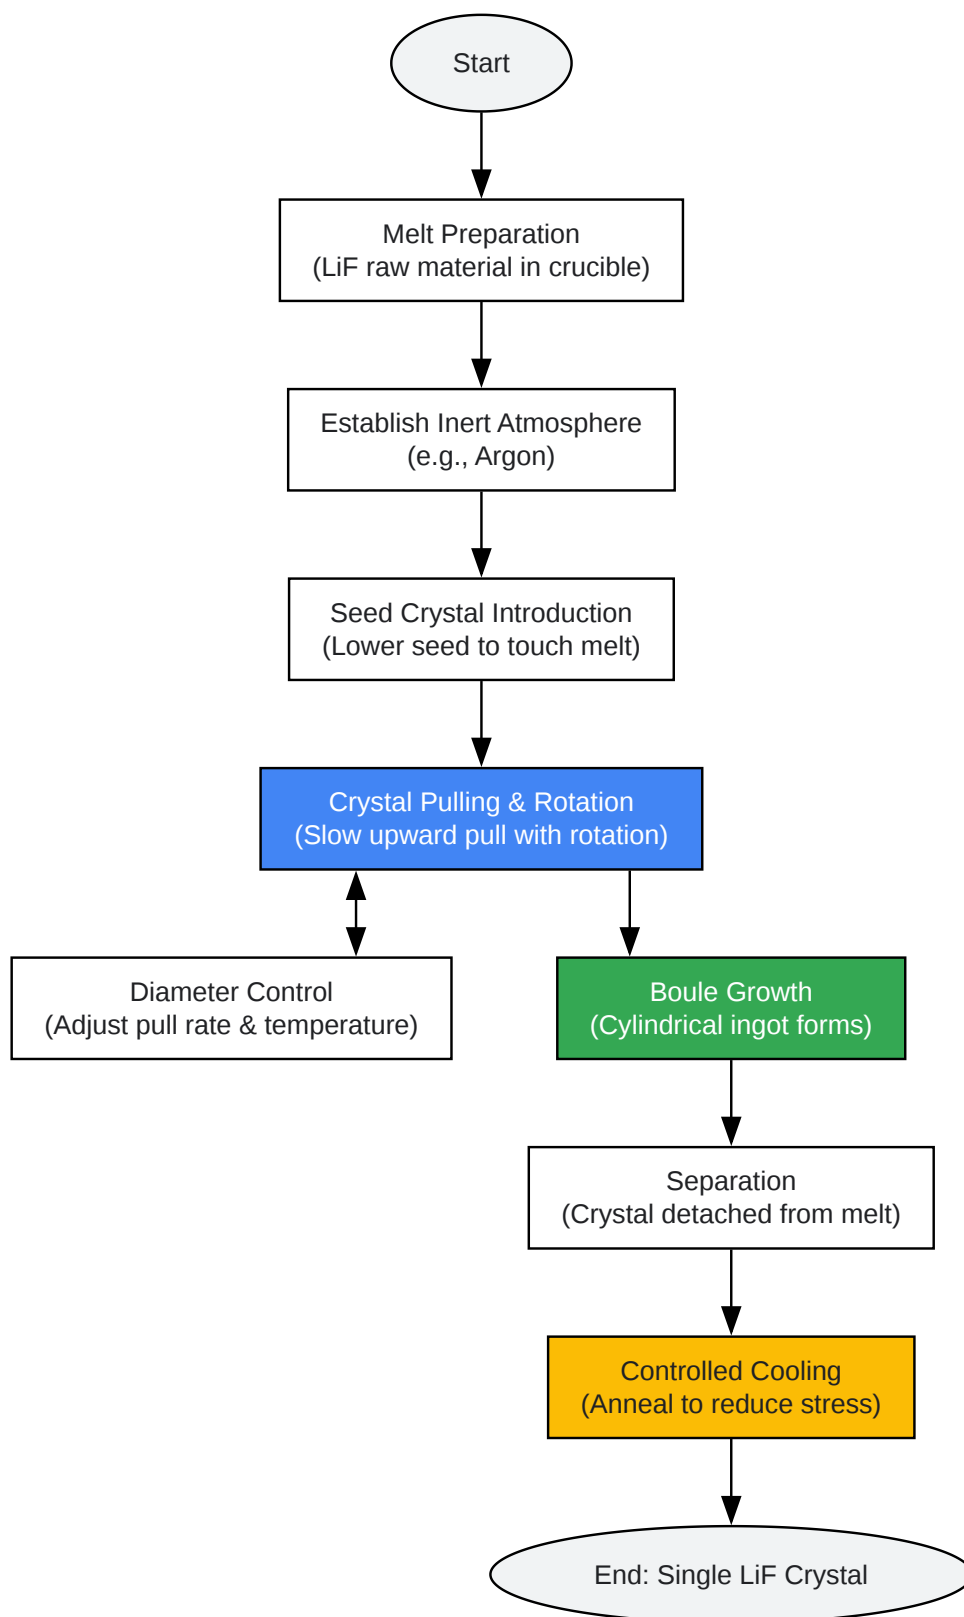 Start
Melt Preparation
(LiF raw material in crucible)
Establish Inert Atmosphere
(e.g., Argon)
Seed Crystal Introduction
(Lower seed to touch melt)
Crystal Pulling & Rotation
(Slow upward pull with rotation)
Diameter Control
(Adjust pull rate & temperature)
Boule Growth
(Cylindrical ingot forms)
Separation
(Crystal detached from melt)
Controlled Cooling
(Anneal to reduce stress)
End: Single LiF Crystal